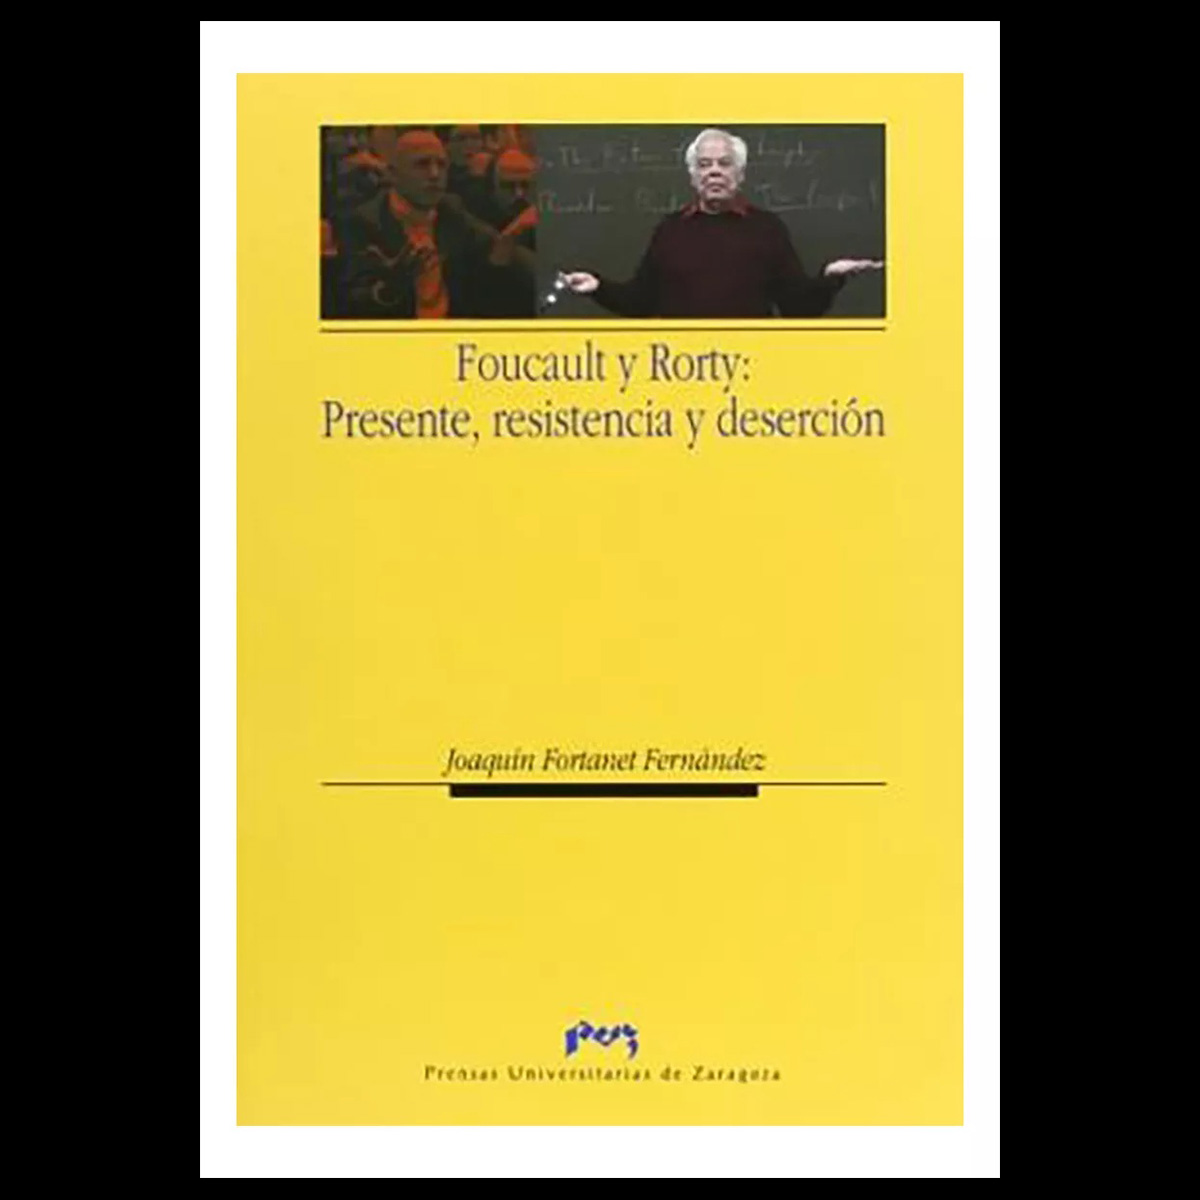 Foucault y Rorty:
Presente, resistencia y deserción
Joaquín Fortanet Fernández
puz
Prensas Universitarias de Zaragoza